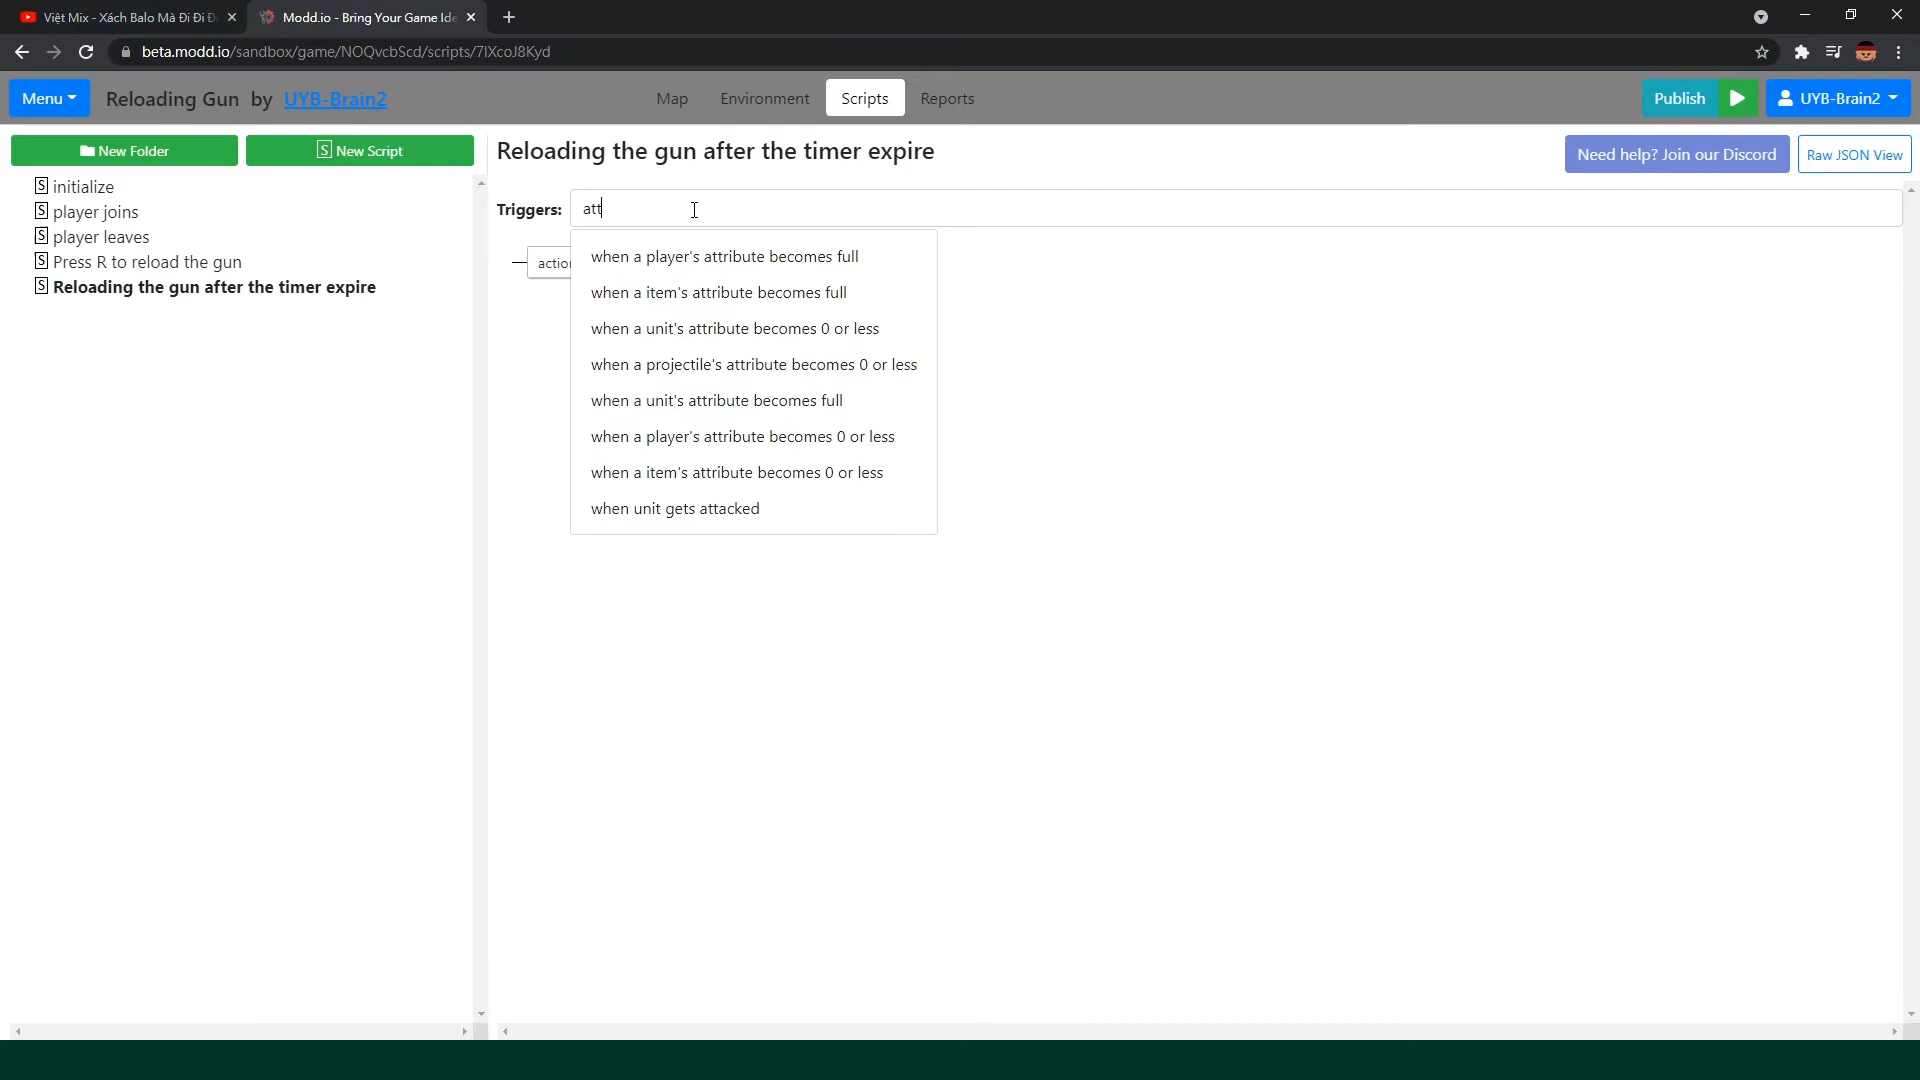 Việt Mix - Xách Balo Mà Đi Đi Đ
Modd.io - Bring Your Game Ide
beta.modd.io/sandbox/game/NOQvcbScd/scripts/7IXcoJ8Kyd
Menu
Reloading Gun by UYB-Brain2
Map
Environment
Scripts
Reports
Publish
UYB-Brain2
New Folder
S New Script
S initialize
S player joins
S player leaves
S Press R to reload the gun
S Reloading the gun after the timer expire
Reloading the gun after the timer expire
Need help? Join our Discord
Raw JSON View
Triggers: att
action
when a player's attribute becomes full
when a item's attribute becomes full
when a unit's attribute becomes 0 or less
when a projectile's attribute becomes 0 or less
when a unit's attribute becomes full
when a player's attribute becomes 0 or less
when a item's attribute becomes 0 or less
when unit gets attacked